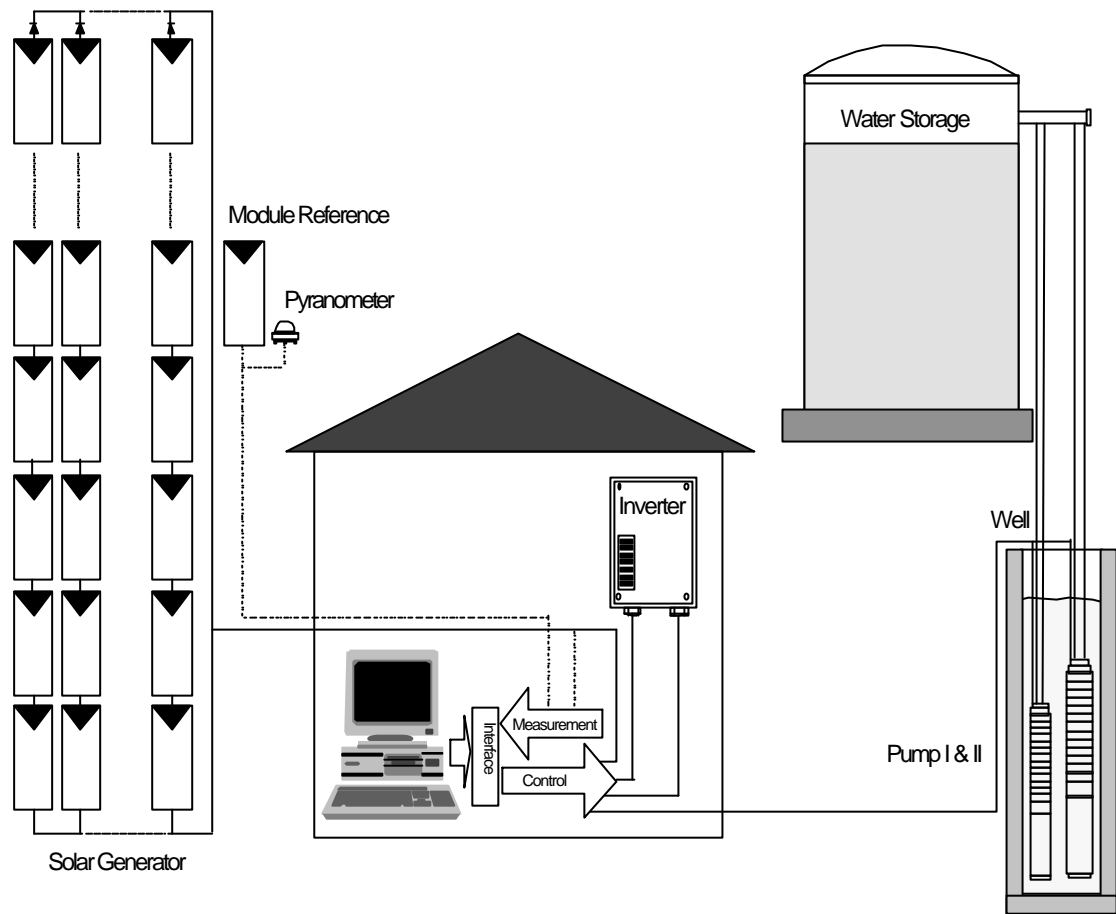 Water Storage
Module Reference
Pyranometer
Inverter
Well
Measurement
Interface
Control
Pump I & II
Solar Generator